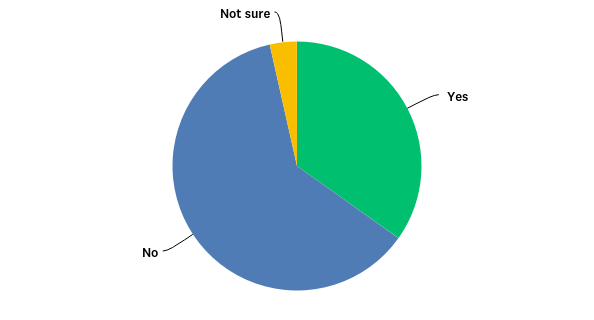 Not sure
Yes
No